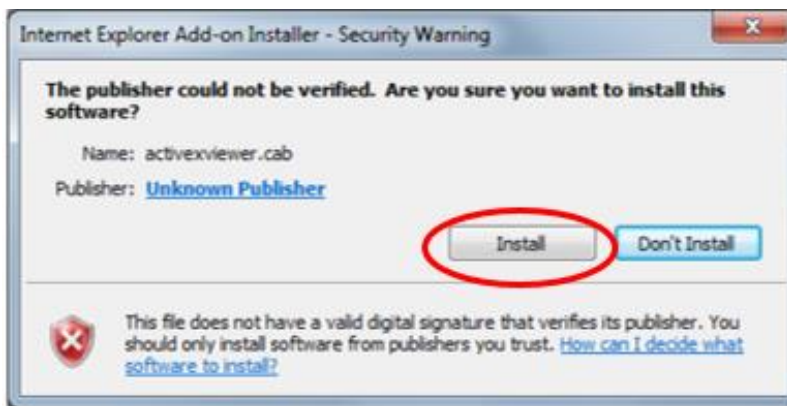 Internet Explorer Add-on Installer - Security Warning
The publisher could not be verified.  Are you sure you want to install this
software?
Name: activexviewer.cab
Publisher: Unknown Publisher
Install Don't Install
This file does not have a valid digital signature that verifies its publisher. You
should only install software from publishers you trust. How can I decide what
software to install?